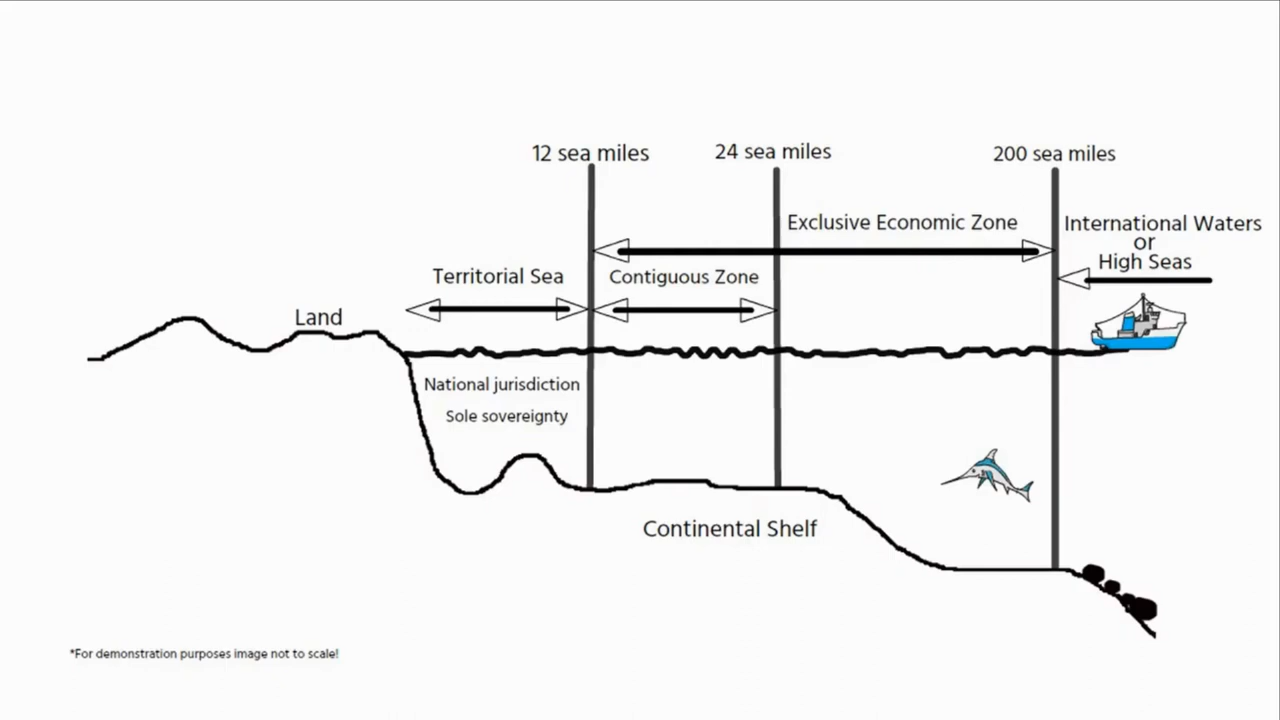 12 sea miles
24 sea miles
200 sea miles
Exclusive Economic Zone
International Waters
or
High Seas
Territorial Sea
Contiguous Zone
Land
National jurisdiction
Sole sovereignty
Continental Shelf
*For demonstration purposes image not to scale!